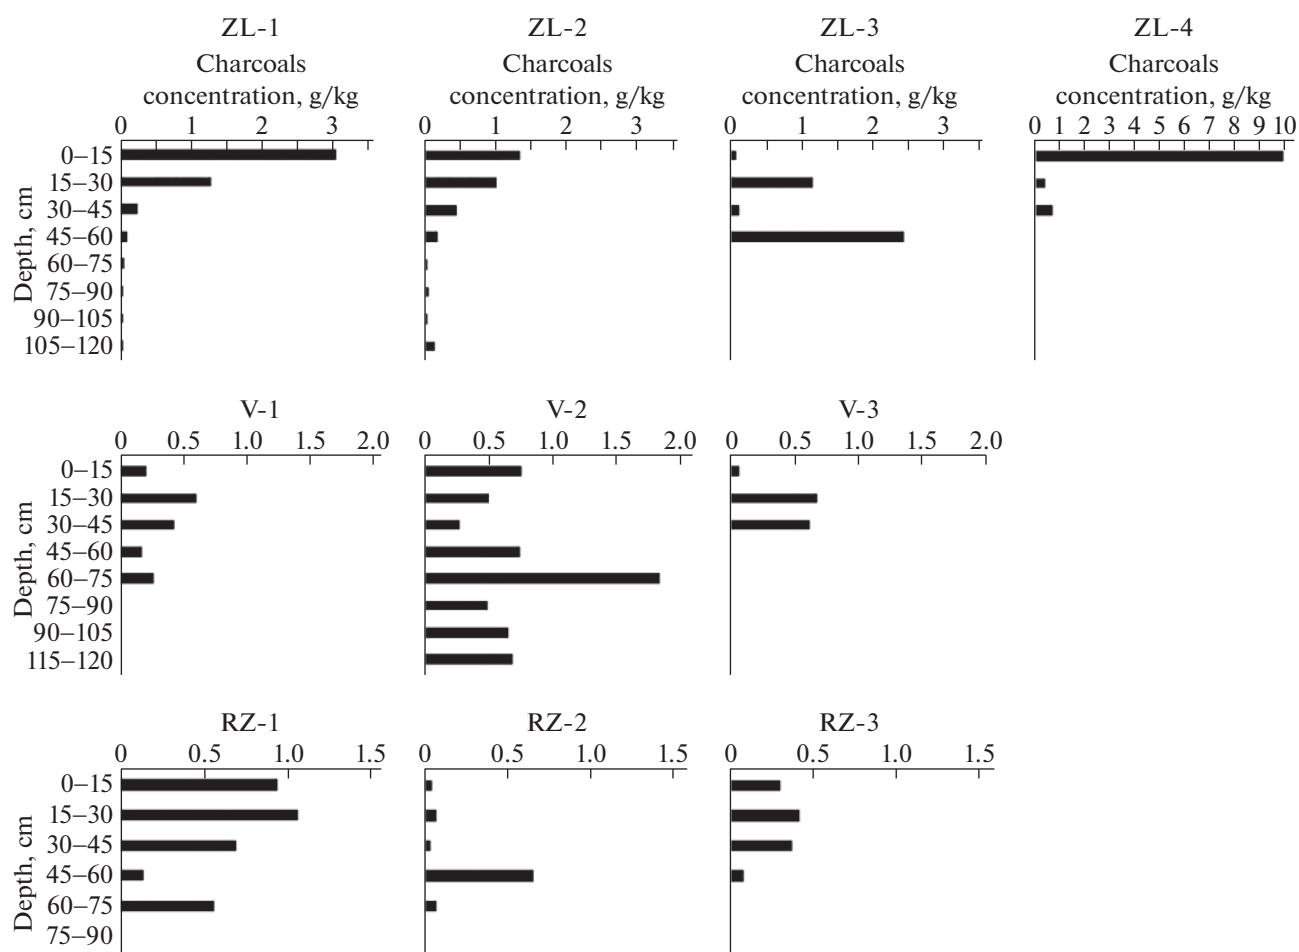 ZL-1 ZL-2 ZL-3 ZL-4
Charcoals Charcoals Charcoals Charcoals
concentration, g/kg concentration, g/kg concentration, g/kg concentration, g/kg
0 1 2 3 0 1 2 3 0 1 2 3 0 1 2 3 4 5 6 7 8 9 10
Depth, cm
0–15
15–30
30–45
45–60
60–75
75–90
90–105
105–120
V-1 V-2 V-3
0 0.5 1.0 1.5 2.0 0 0.5 1.0 1.5 2.0 0 0.5 1.0 1.5 2.0
Depth, cm
0–15
15–30
30–45
45–60
60–75
75–90
90–105
115–120
RZ-1 RZ-2 RZ-3
0 0.5 1.0 1.5 0 0.5 1.0 1.5 0 0.5 1.0 1.5
Depth, cm
0–15
15–30
30–45
45–60
60–75
75–90